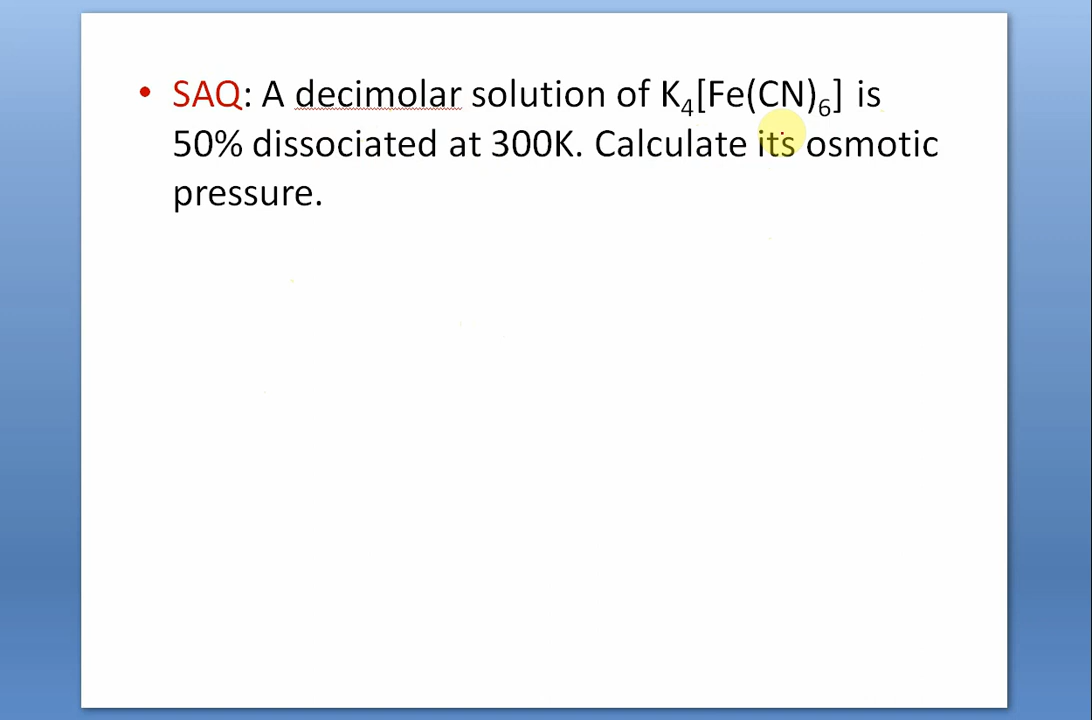 • SAQ: A decimolar solution of K₄[Fe(CN)₆] is
50% dissociated at 300K. Calculate its osmotic
pressure.